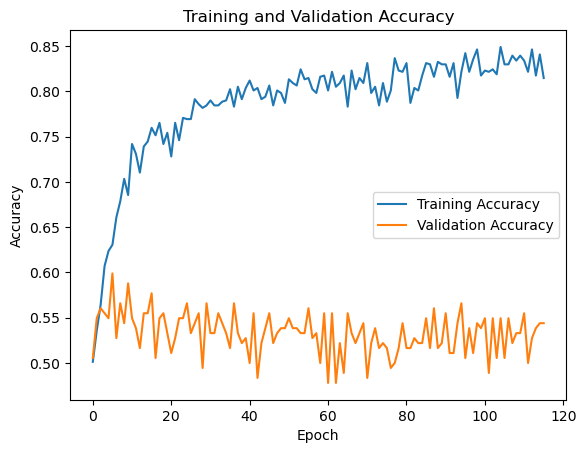 Training and Validation Accuracy
0.85
0.80
0.75
0.70
0.65
0.60
0.55
0.50
Accuracy
Training Accuracy
Validation Accuracy
0 20 40 60 80 100 120
Epoch